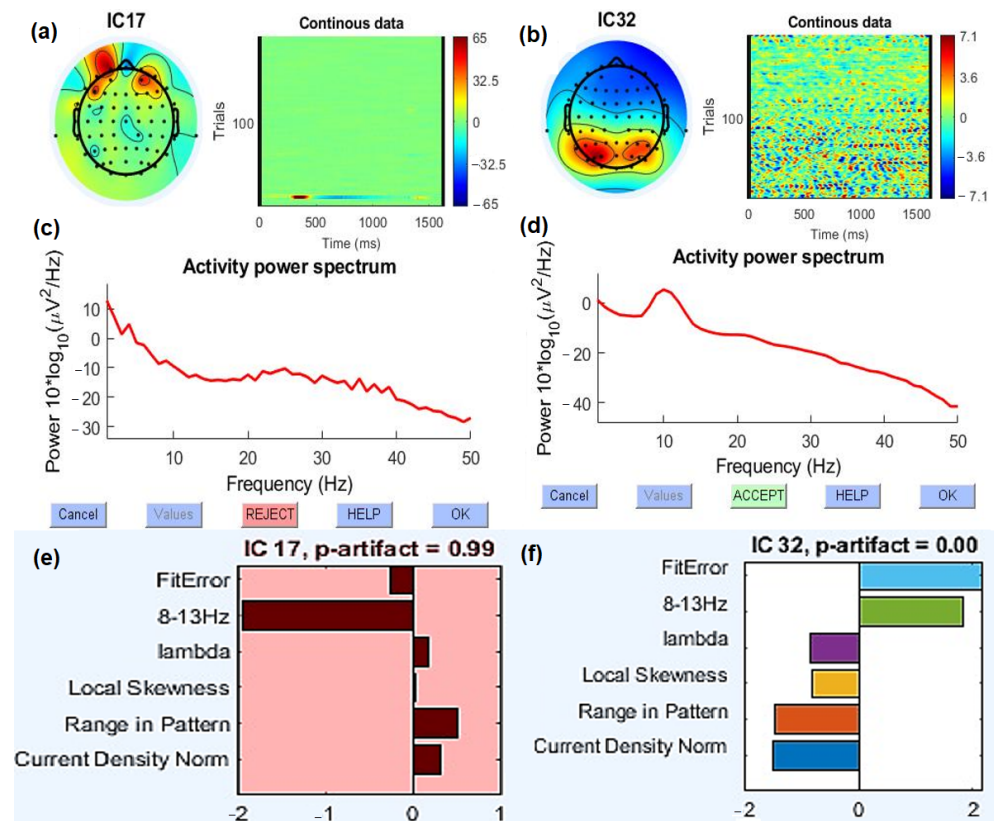 (a)
IC17
Continous data
65
32.5
0
−32.5
−65
Trials
100
0
500
1000
1500
Time (ms)
(b)
IC32
Continous data
7.1
3.6
0
−3.6
−7.1
Trials
100
0
500
1000
1500
Time (ms)
(c)
Activity power spectrum
Power 10*log10(μV²/Hz)
10
0
−10
−20
−30
10
20
30
40
50
Frequency (Hz)
Cancel
Values
REJECT
HELP
OK
(d)
Activity power spectrum
Power 10*log10(μV²/Hz)
0
−20
−40
10
20
30
40
50
Frequency (Hz)
Cancel
Values
ACCEPT
HELP
OK
(e)
IC 17, p-artifact = 0.99
FitError
8-13Hz
lambda
Local Skewness
Range in Pattern
Current Density Norm
-2
-1
0
1
(f)
IC 32, p-artifact = 0.00
FitError
8-13Hz
lambda
Local Skewness
Range in Pattern
Current Density Norm
-2
0
2